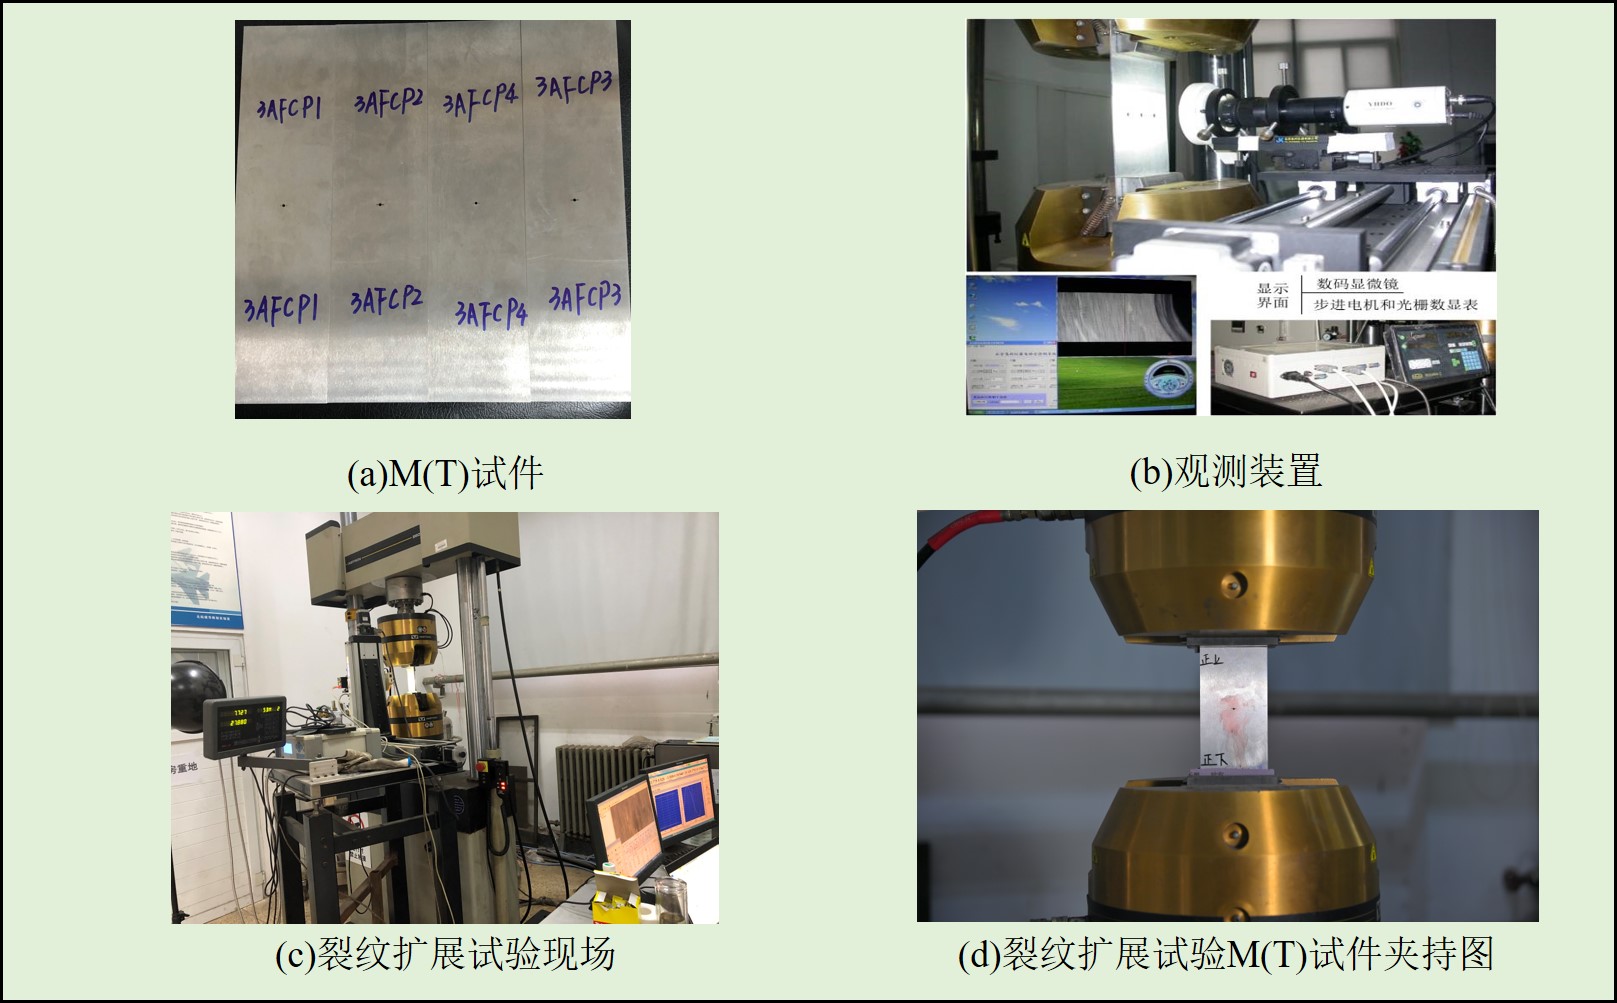 3AFCP1 3AFCP2 3AFCP4 3AFCP3
3AFCP1 3AFCP2 3AFCP4 3AFCP3
显示
界面
数码显微镜
步进电机和光栅数显表
(a)M(T)试件
(b)观测装置
房重地
正上
正下
(c)裂纹扩展试验现场
(d)裂纹扩展试验M(T)试件夹持图